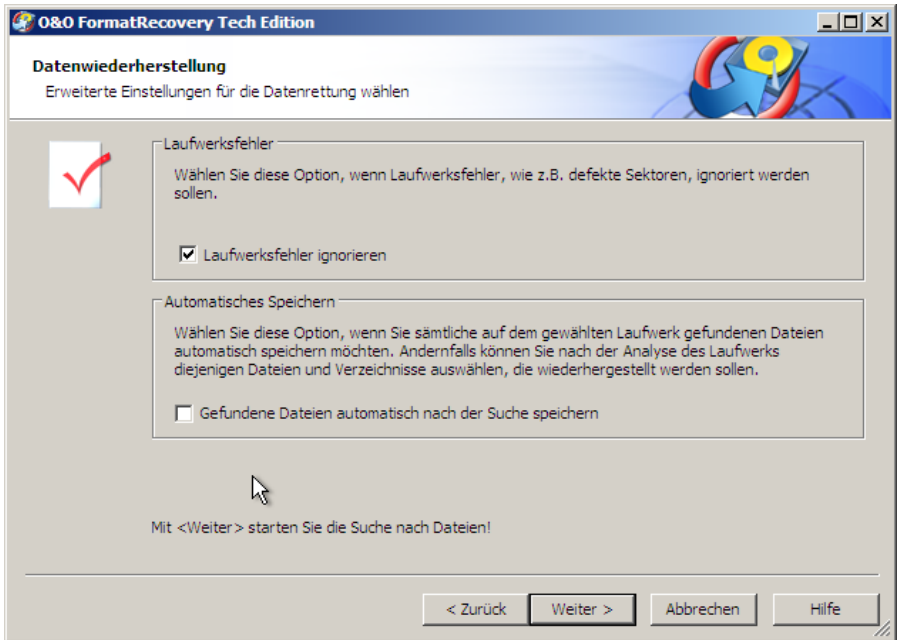 O&O FormatRecovery Tech Edition
Datenwiederherstellung
Erweiterte Einstellungen für die Datenrettung wählen
Laufwerksfehler
Wählen Sie diese Option, wenn Laufwerksfehler, wie z.B. defekte Sektoren, ignoriert werden
sollen.
Laufwerksfehler ignorieren
Automatisches Speichern
Wählen Sie diese Option, wenn Sie sämtliche auf dem gewählten Laufwerk gefundenen Dateien
automatisch speichern möchten. Andernfalls können Sie nach der Analyse des Laufwerks
diejenigen Dateien und Verzeichnisse auswählen, die wiederhergestellt werden sollen.
Gefundene Dateien automatisch nach der Suche speichern
Mit <Weiter> starten Sie die Suche nach Dateien!
< Zurück
Weiter >
Abbrechen
Hilfe